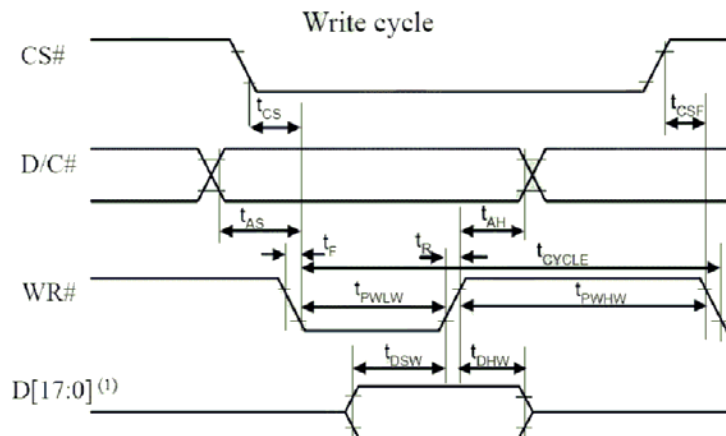 Write cycle
CS#
tCS
tCSF
D/C#
tAS
tAH
tF
tR
tCYCLE
WR#
tPWLW
tPWHW
tDSW
tDHW
D[17:0] (1)